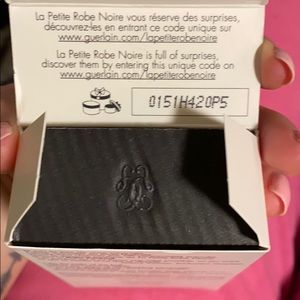 La Petite Robe Noire vous réserve des surprises,
découvrez-les en entrant ce code unique sur
www.guerlain.com/lapetiterobenoire
La Petite Robe Noire is full of surprises,
discover them by entering this unique code on
www.guerlain.com/lapetiterobenoire
0151H420P5